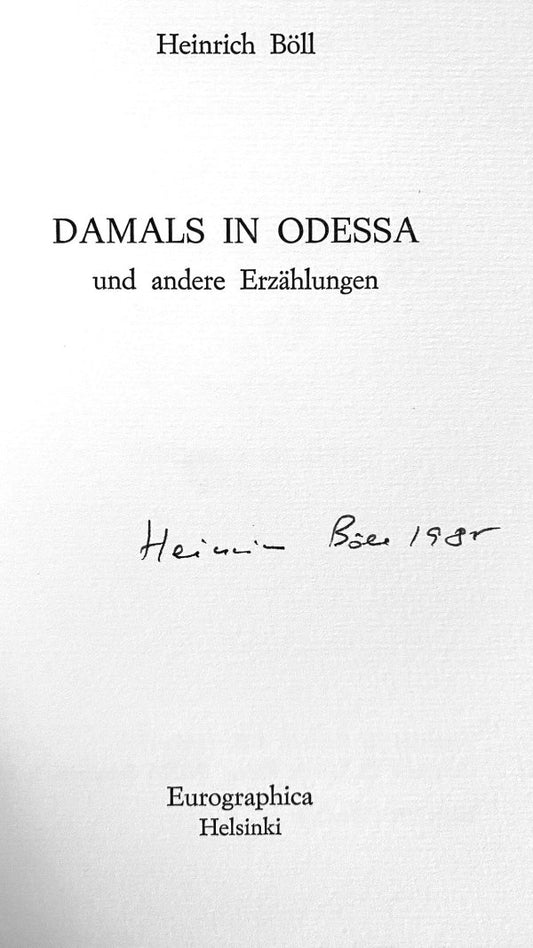 Heinrich Böll
DAMALS IN ODESSA
und andere Erzählungen
Heinrich Böll 1985
Eurographica
Helsinki